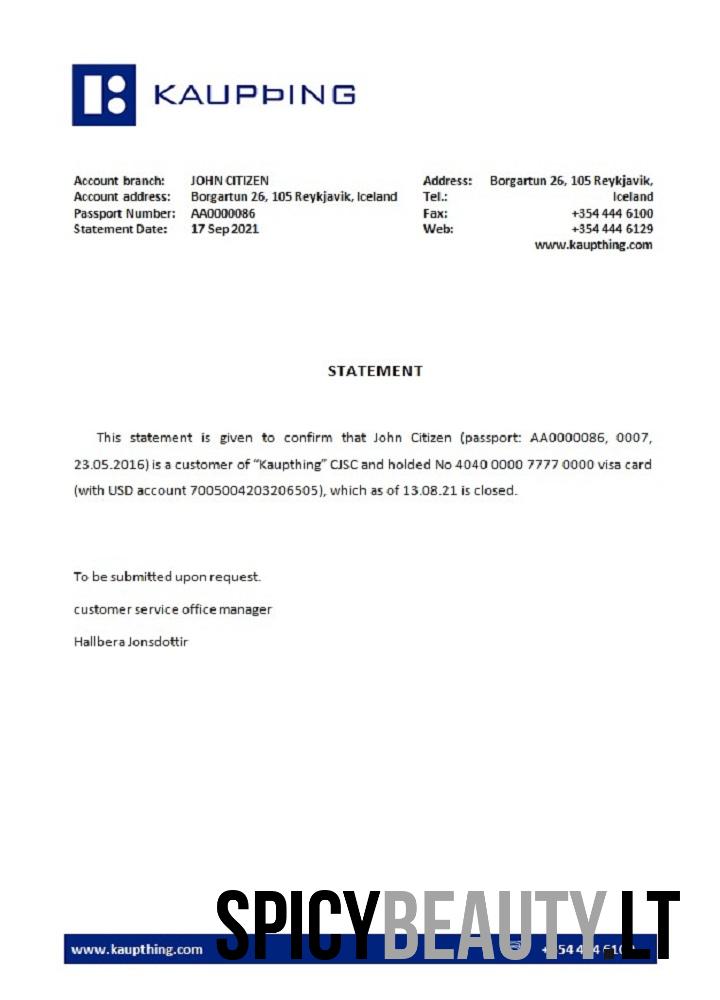 KAUPÞING
Account branch: JOHN CITIZEN
Account address: Borgartun 26, 105 Reykjavik, Iceland
Passport Number: AA0000086
Statement Date: 17 Sep 2021
Address: Borgartun 26, 105 Reykjavik,
Tel.: Iceland
Fax: +354 444 6100
Web: +354 444 6129
www.kaupthing.com
STATEMENT
This statement is given to confirm that John Citizen (passport: AA0000086, 0007,
23.05.2016) is a customer of “Kaupthing” CJSC and holded No 4040 0000 7777 0000 visa card
(with USD account 7005004203206505), which as of 13.08.21 is closed.
To be submitted upon request.
customer service office manager
Hallbera Jonsdottir
SPICYBEAUTY.LT
www.kaupthing.com